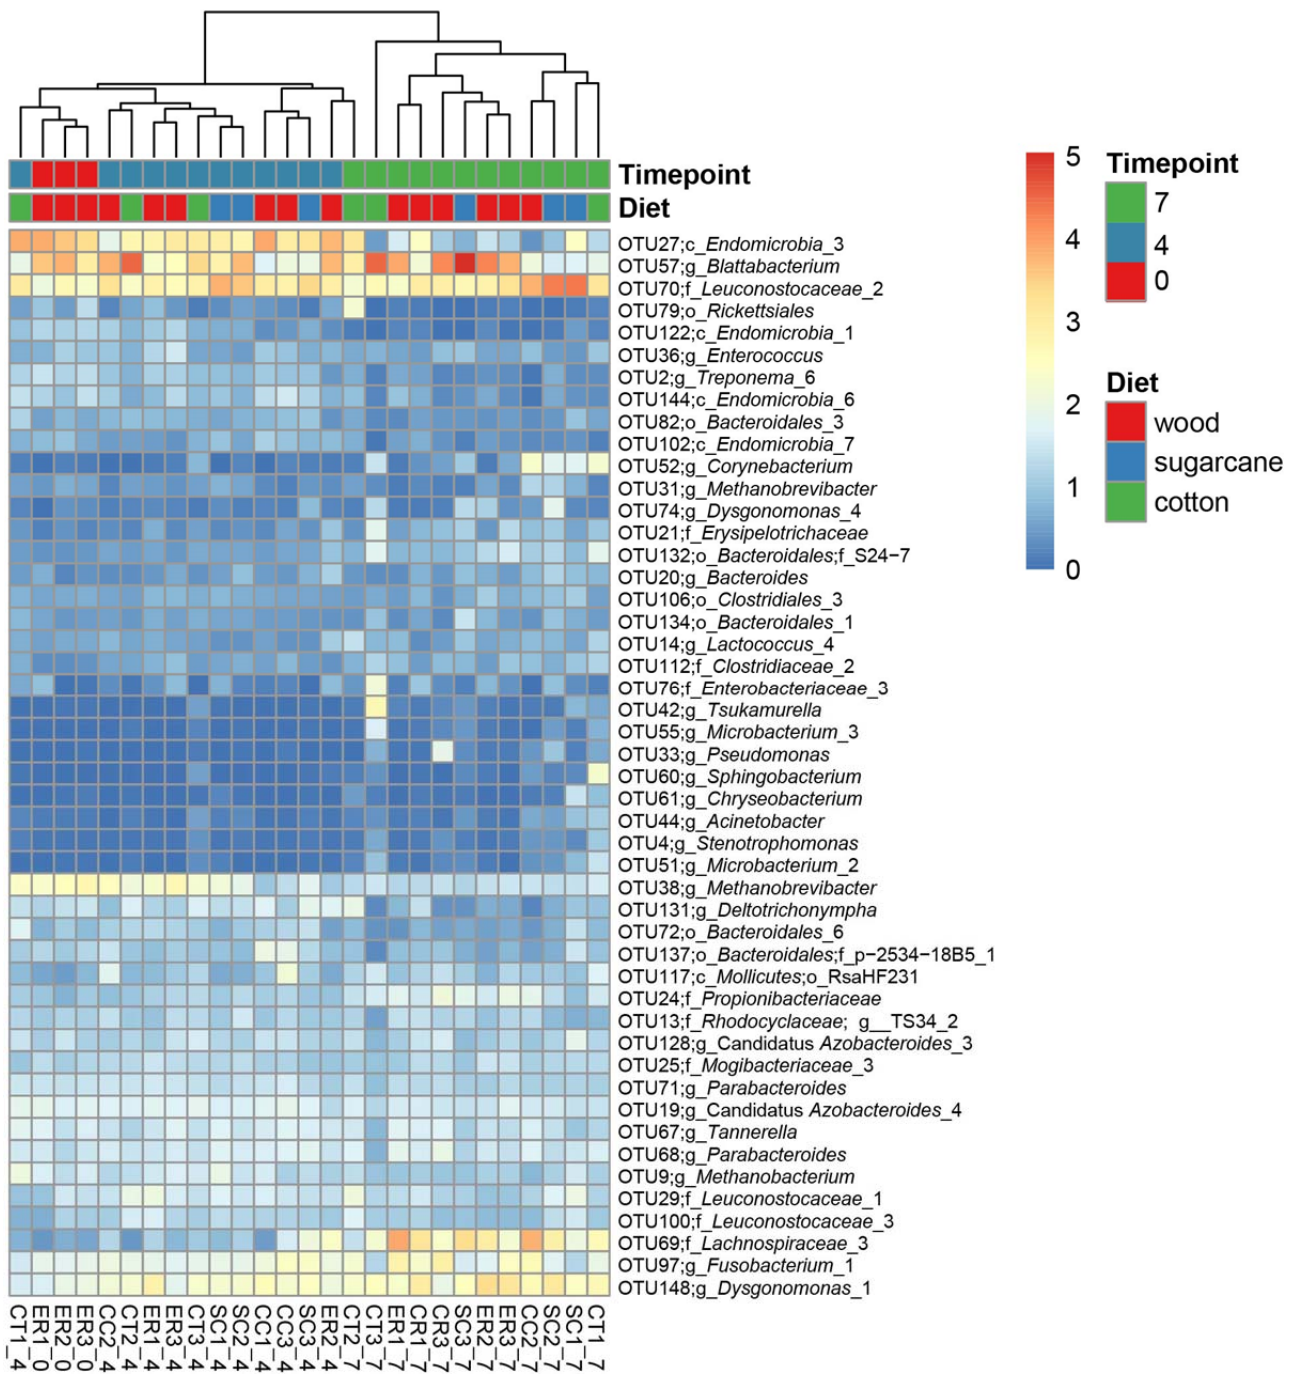 Timepoint
Diet
OTU27;c_Endomicrobia_3
OTU57;g_Blattabacterium
OTU70;f_Leuconostocaceae_2
OTU79;o_Rickettsiales
OTU122;c_Endomicrobia_1
OTU36;g_Enterococcus
OTU2;g_Treponema_6
OTU144;c_Endomicrobia_6
OTU82;o_Bacteroidales_3
OTU102;c_Endomicrobia_7
OTU52;g_Corynebacterium
OTU31;g_Methanobrevibacter
OTU74;g_Dysgonomonas_4
OTU21;f_Erysipelotrichaceae
OTU132;o_Bacteroidales;f_S24−7
OTU20;g_Bacteroides
OTU106;o_Clostridiales_3
OTU134;o_Bacteroidales_1
OTU14;g_Lactococcus_4
OTU112;f_Clostridiaceae_2
OTU76;f_Enterobacteriaceae_3
OTU42;g_Tsukamurella
OTU55;g_Microbacterium_3
OTU33;g_Pseudomonas
OTU60;g_Sphingobacterium
OTU61;g_Chryseobacterium
OTU44;g_Acinetobacter
OTU4;g_Stenotrophomonas
OTU51;g_Microbacterium_2
OTU38;g_Methanobrevibacter
OTU131;g_Deltotrichonympha
OTU72;o_Bacteroidales_6
OTU137;o_Bacteroidales;f_p−2534−18B5_1
OTU117;c_Mollicutes;o_RsaHF231
OTU24;f_Propionibacteriaceae
OTU13;f_Rhodocyclaceae; g__TS34_2
OTU128;g_Candidatus Azobacteroides_3
OTU25;f_Mogibacteriaceae_3
OTU71;g_Parabacteroides
OTU19;g_Candidatus Azobacteroides_4
OTU67;g_Tannerella
OTU68;g_Parabacteroides
OTU9;g_Methanobacterium
OTU29;f_Leuconostocaceae_1
OTU100;f_Leuconostocaceae_3
OTU69;f_Lachnospiraceae_3
OTU97;g_Fusobacterium_1
OTU148;g_Dysgonomonas_1
CT1_4
ER1_0
ER2_0
ER3_0
CC2_4
CT2_4
ER1_4
ER3_4
CT3_4
SC1_4
SC2_4
CC1_4
CC3_4
SC3_4
ER2_4
CT2_7
CT3_7
ER1_7
CR1_7
CR3_7
SC3_7
ER2_7
ER3_7
CC2_7
SC2_7
SC1_7
CT1_7
5
4
3
2
1
0
Timepoint
7
4
0
Diet
wood
sugarcane
cotton